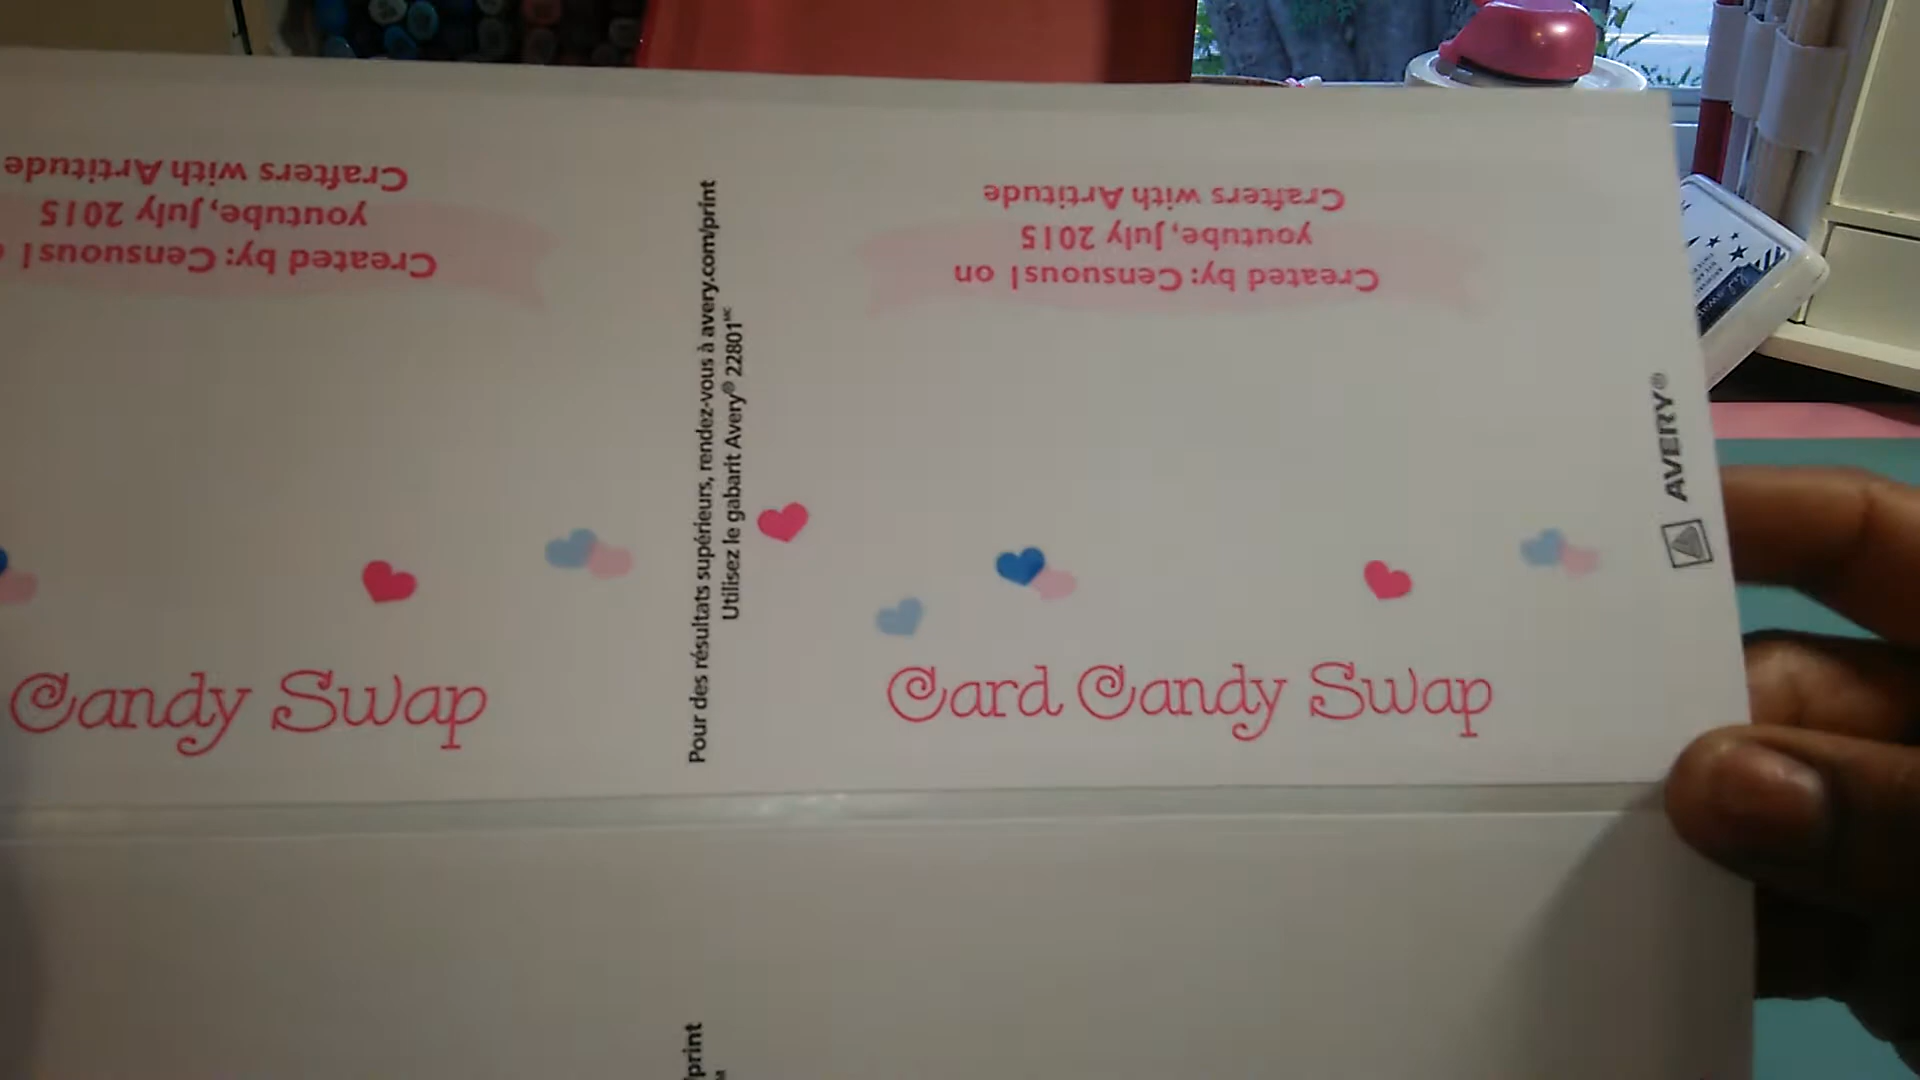 Crafters with Artitude
youtube, July 2015
Created by: Censuous1
Candy Swap
Pour des résultats supérieurs, rendez-vous à avery.com/print
Utilisez le gabarit Avery® 22801ᴹᶜ
Created by: Censuous1 on
youtube, July 2015
Crafters with Artitude
Card Candy Swap
AVERY®
/print